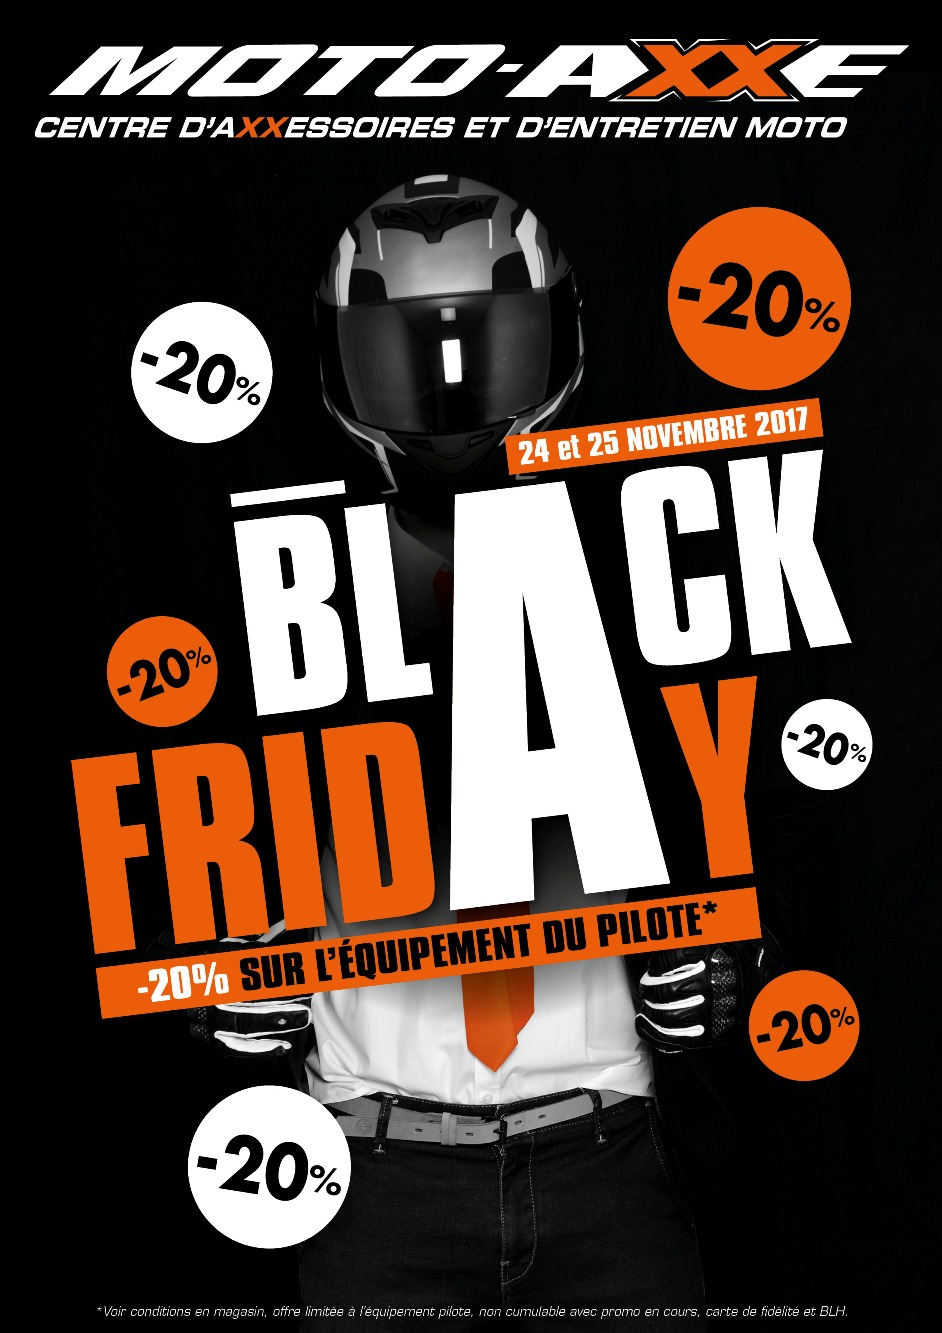 MOTO-AXXE
CENTRE D'AXXESSOIRES ET D'ENTRETIEN MOTO
-20%
-20%
24 et 25 NOVEMBRE 2017
BLACK
-20%
FRIDAY
-20%
-20% SUR L'ÉQUIPEMENT DU PILOTE*
-20%
-20%
*Voir conditions en magasin, offre limitée à l'équipement pilote, non cumulable avec promo en cours, carte de fidélité et BLH.